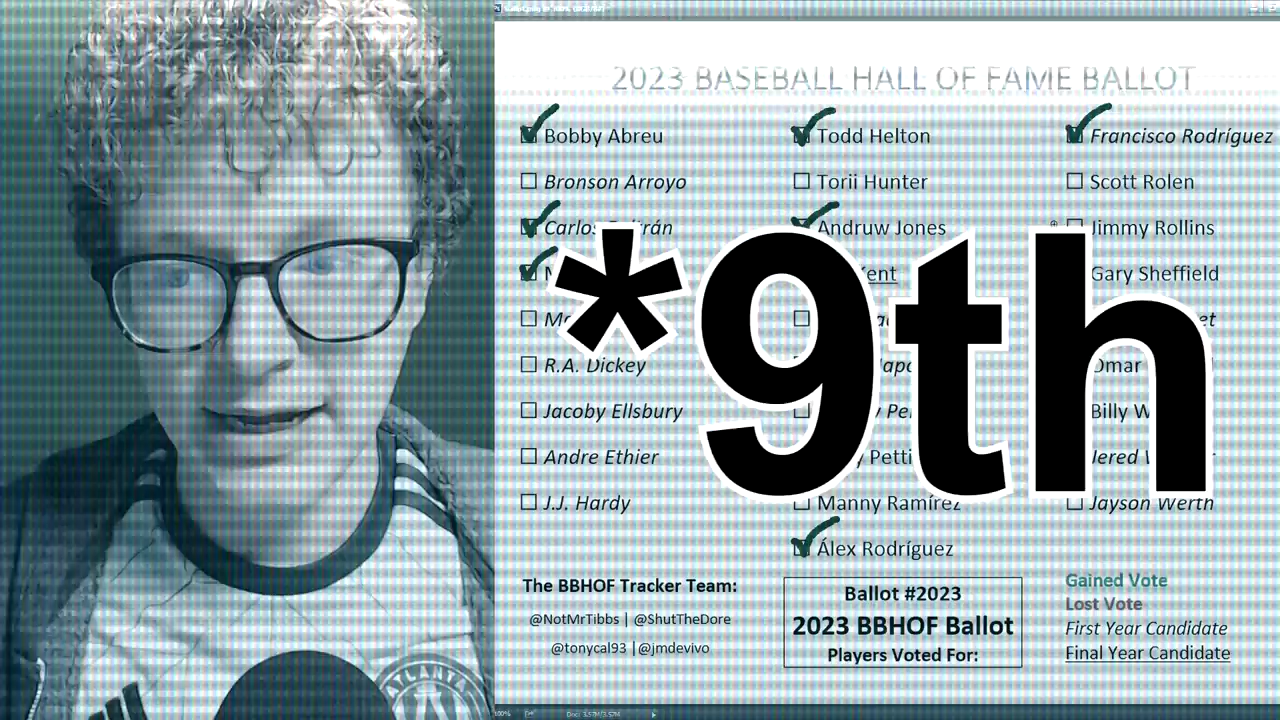 2023 BASEBALL HALL OF FAME BALLOT
Bobby Abreu
Todd Helton
Francisco Rodríguez
Bronson Arroyo
Torii Hunter
Scott Rolen
Andruw Jones
Jimmy Rollins
Gary Sheffield
*9th
R.A. Dickey
Omar
Jacoby Ellsbury
Billy
Andre Ethier
J.J. Hardy
Manny Ramírez
Jayson Werth
Álex Rodríguez
The BBHOF Tracker Team:
@NotMrTibbs | @ShutTheDore
@tonycal93 |@jmdevivo
Ballot #2023
2023 BBHOF Ballot
Players Voted For:
Gained Vote
Lost Vote
First Year Candidate
Final Year Candidate
ATLANTA
100%